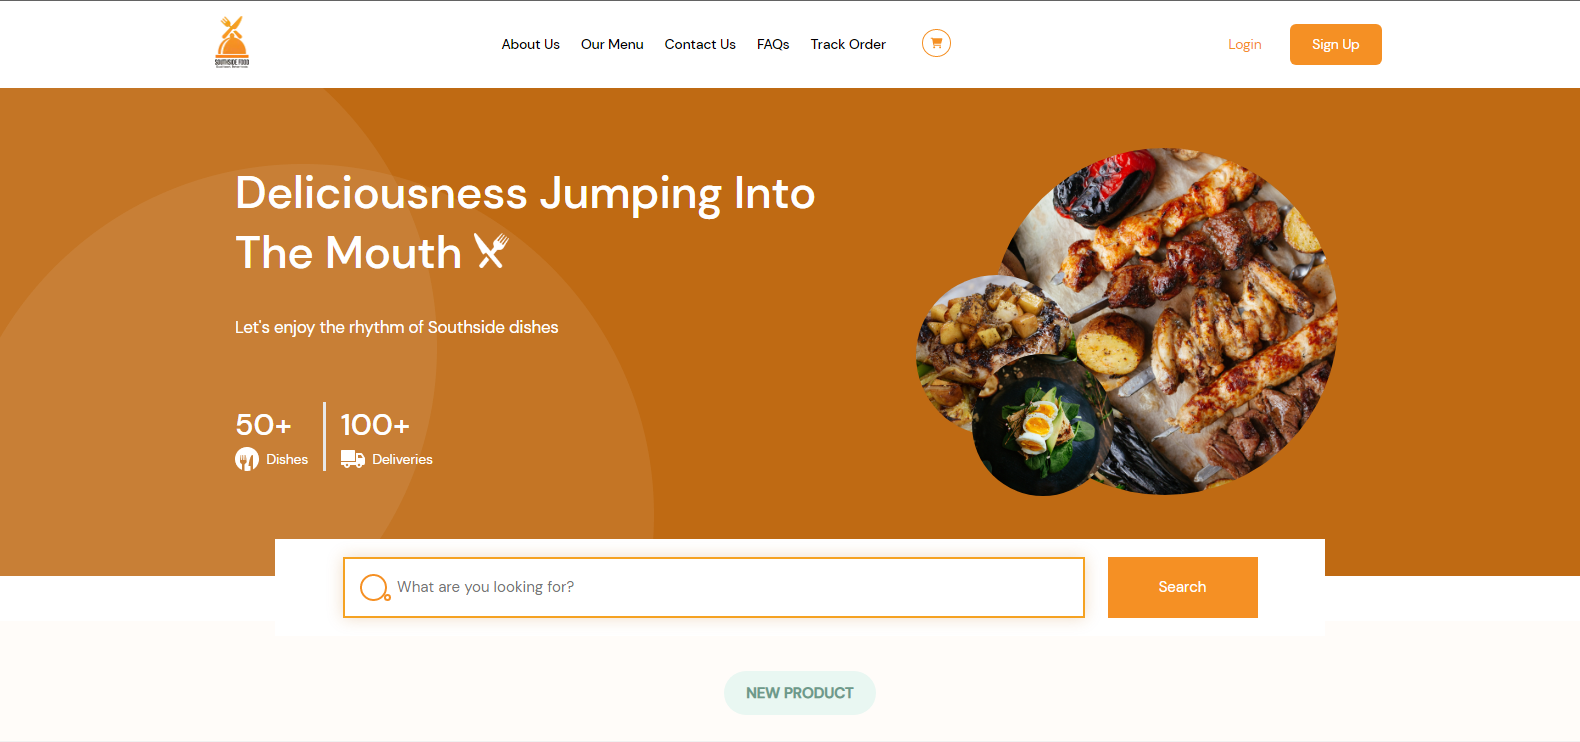 SOUTHSIDE FOOD
About Us
Our Menu
Contact Us
FAQs
Track Order
Login
Sign Up
Deliciousness Jumping Into
The Mouth
Let's enjoy the rhythm of Southside dishes
50+
Dishes
100+
Deliveries
What are you looking for?
Search
NEW PRODUCT